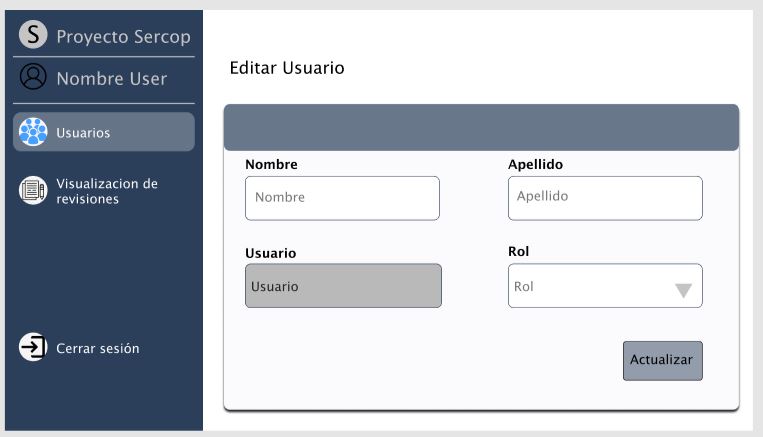 S Proyecto Sercop
Nombre User
Usuarios
Visualizacion de
revisiones
Cerrar sesión
Editar Usuario
Nombre
Apellido
Nombre
Apellido
Usuario
Rol
Usuario
Rol
Actualizar